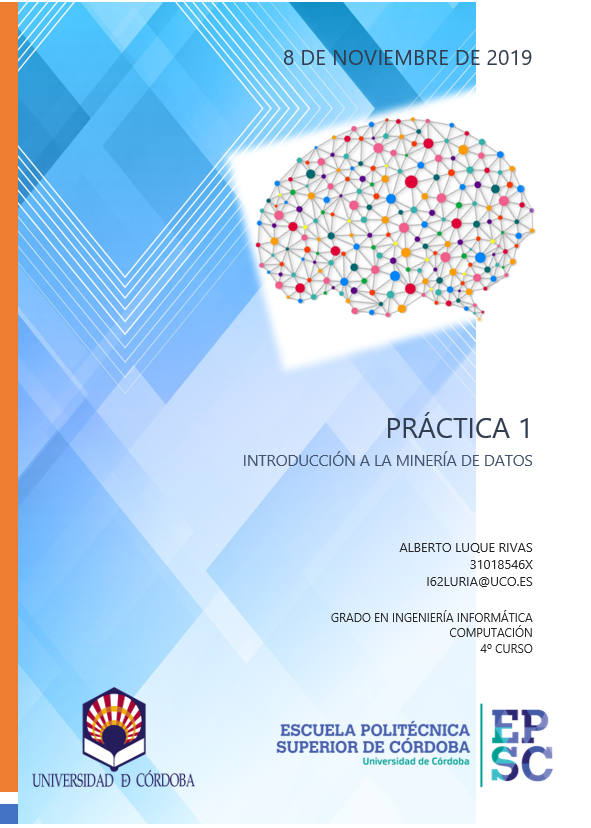 8 DE NOVIEMBRE DE 2019
PRÁCTICA 1
INTRODUCCIÓN A LA MINERÍA DE DATOS
ALBERTO LUQUE RIVAS
31018546X
I62LURIA@UCO.ES
GRADO EN INGENIERÍA INFORMÁTICA
COMPUTACIÓN
4º CURSO
UNIVERSIDAD Ð CÓRDOBA
ESCUELA POLITÉCNICA
SUPERIOR DE CÓRDOBA
Universidad de Córdoba
EP
SC